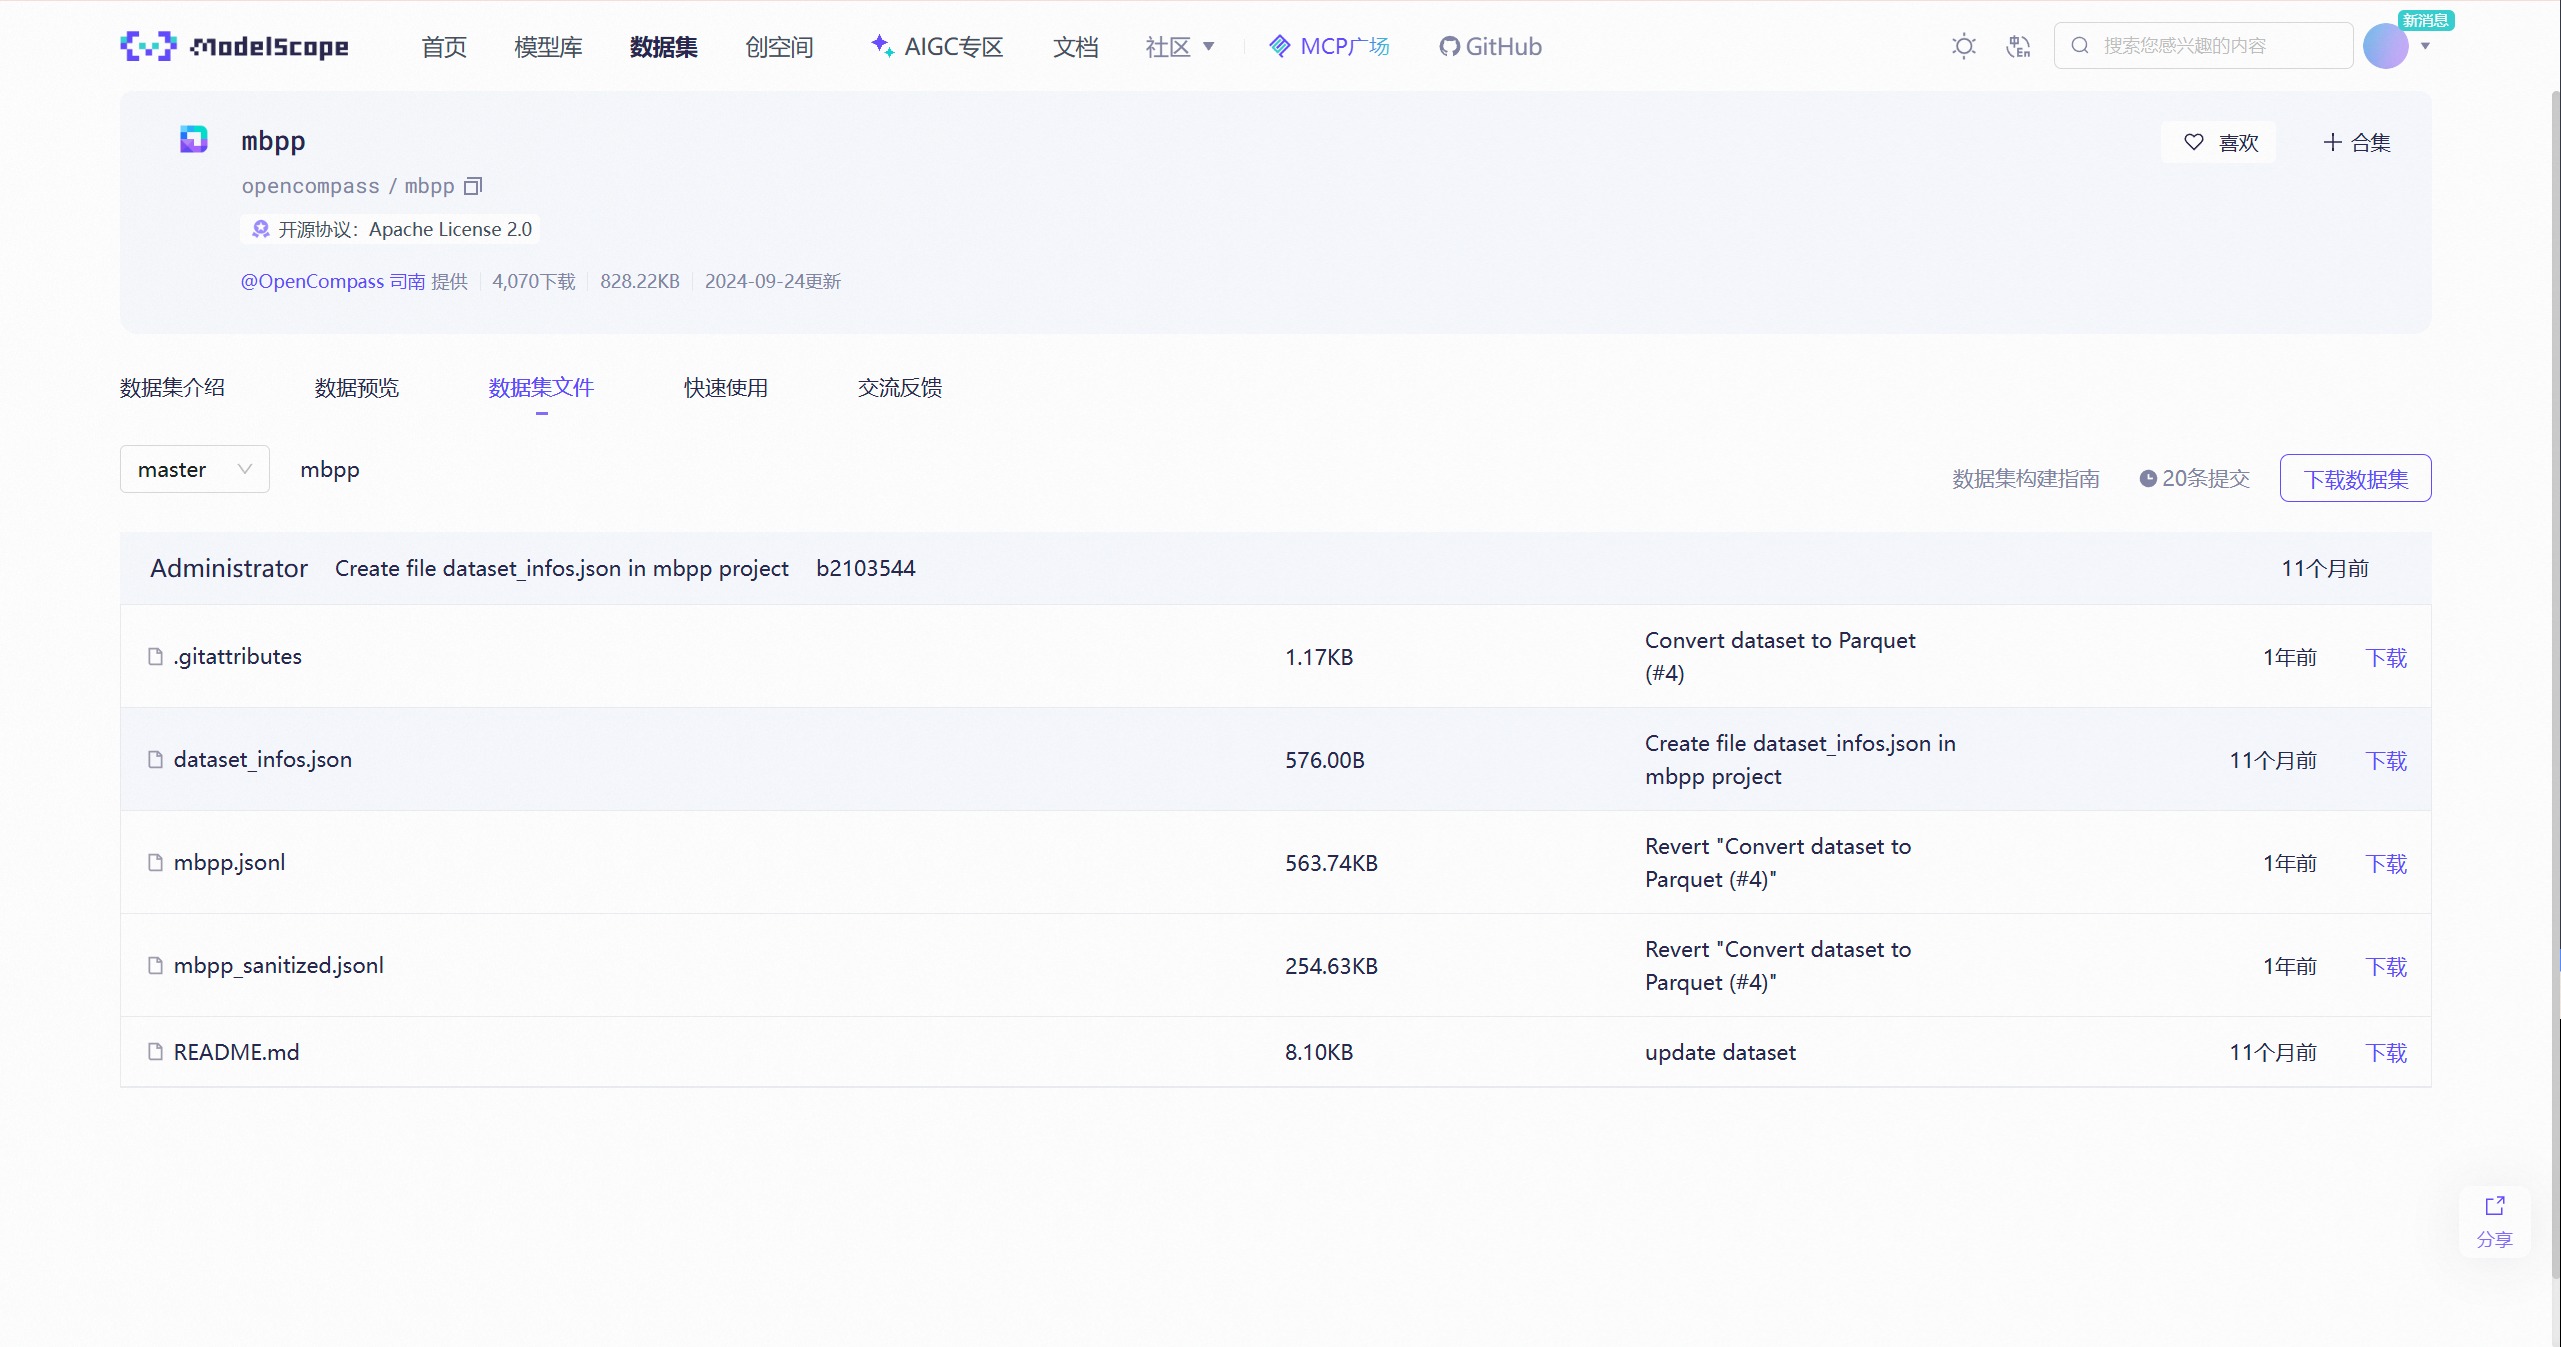 ModelScope 首页 模型库 数据集 创空间 AIGC专区 文档 社区 MCP广场 GitHub 搜索您感兴趣的内容 新消息
mbpp 喜欢 合集
opencompass / mbpp
开源协议：Apache License 2.0
@OpenCompass 司南 提供 4,070下载 828.22KB 2024-09-24更新
数据集介绍 数据预览 数据集文件 快速使用 交流反馈
master mbpp 数据集构建指南 20条提交 下载数据集
Administrator Create file dataset_infos.json in mbpp project b2103544 11个月前
.gitattributes 1.17KB Convert dataset to Parquet (#4) 1年前 下载
dataset_infos.json 576.00B Create file dataset_infos.json in mbpp project 11个月前 下载
mbpp.jsonl 563.74KB Revert "Convert dataset to Parquet (#4)" 1年前 下载
mbpp_sanitized.jsonl 254.63KB Revert "Convert dataset to Parquet (#4)" 1年前 下载
README.md 8.10KB update dataset 11个月前 下载
分享